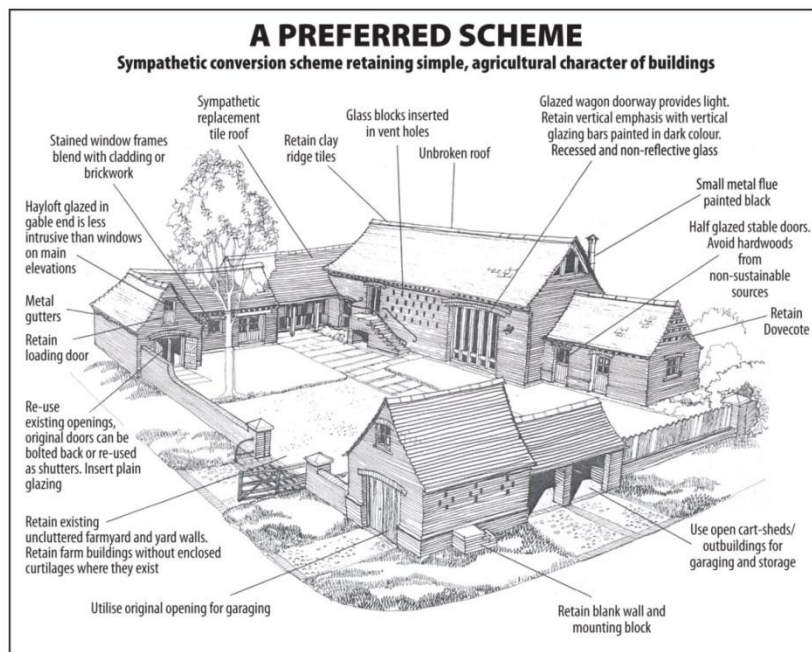 A PREFERRED SCHEME
Sympathetic conversion scheme retaining simple, agricultural character of buildings
Sympathetic
replacement
tile roof
Glass blocks inserted
in vent holes
Glazed wagon doorway provides light.
Retain vertical emphasis with vertical
glazing bars painted in dark colour.
Recessed and non-reflective glass
Stained window frames
blend with cladding or
brickwork
Retain clay
ridge tiles
Unbroken roof
Small metal flue
painted black
Hayloft glazed in
gable end is less
intrusive than windows
on main
elevations
Half glazed stable doors.
Avoid hardwoods
from
non-sustainable
sources
Metal
gutters
Retain
loading door
Retain
Dovecote
Re-use
existing openings,
original doors can be
bolted back or re-used
as shutters. Insert plain
glazing
Retain existing
uncluttered farmyard and yard walls.
Retain farm buildings without enclosed
curtilages where they exist
Use open cart-sheds/
outbuildings for
garaging and storage
Utilise original opening for garaging
Retain blank wall and
mounting block